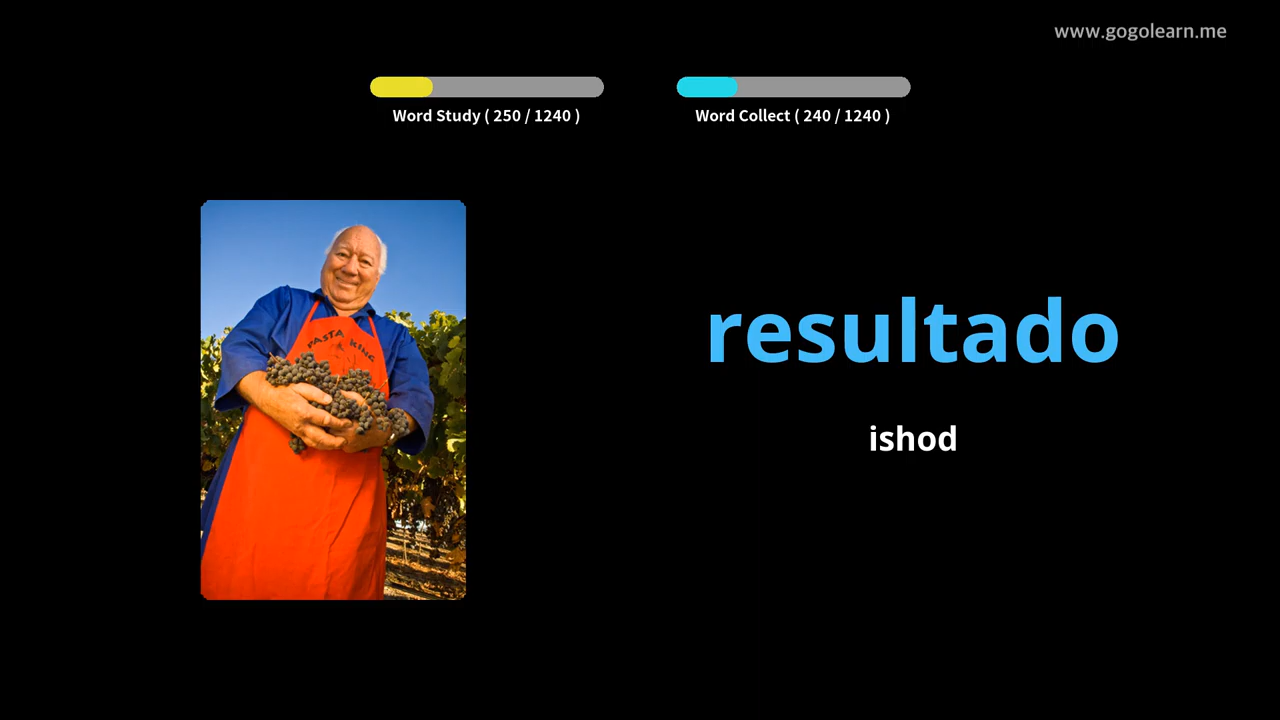 www.gogolearn.me
Word Study ( 250 / 1240 )
Word Collect ( 240 / 1240 )
PASTA KING
resultado
ishod